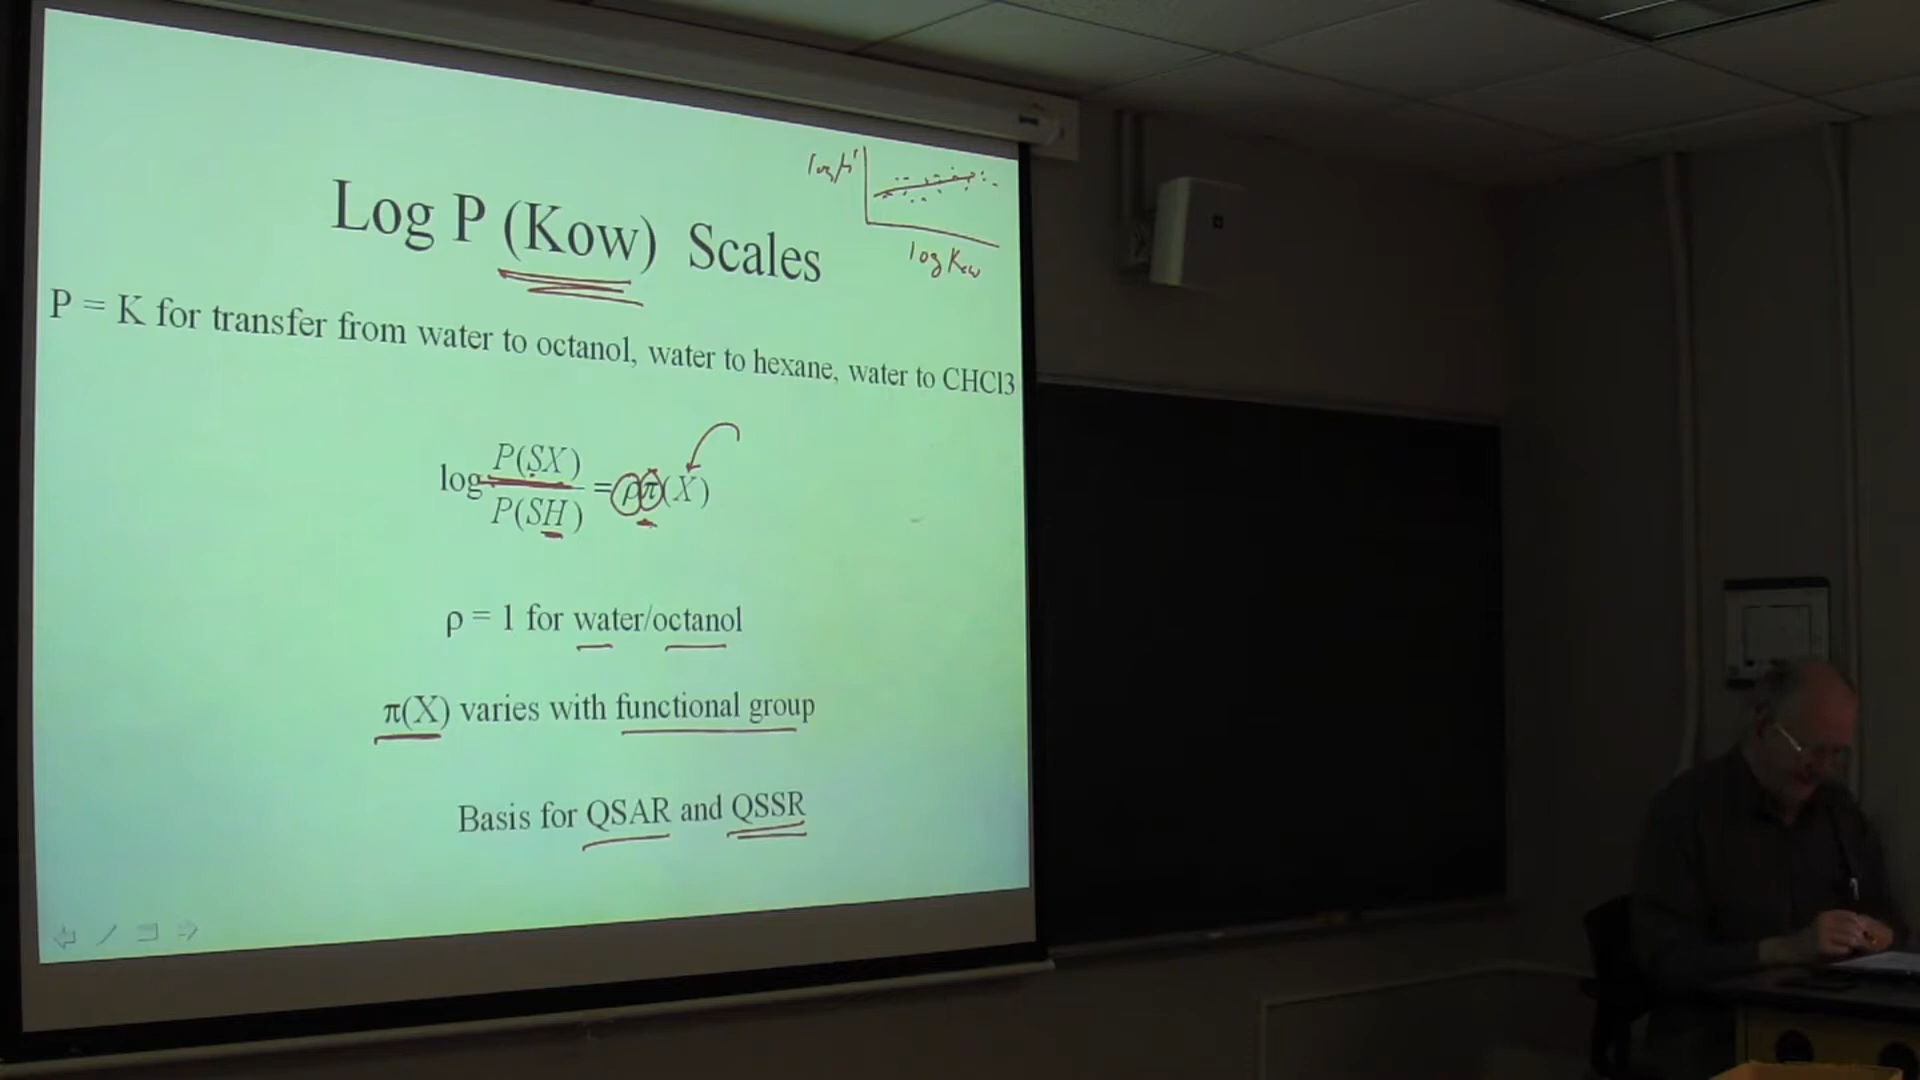 Log P (Kow) Scales
log Kow
P = K for transfer from water to octanol, water to hexane, water to CHCl3
log P(SX) / P(SH) = ρπ(X)
ρ = 1 for water/octanol
π(X) varies with functional group
Basis for QSAR and QSSR